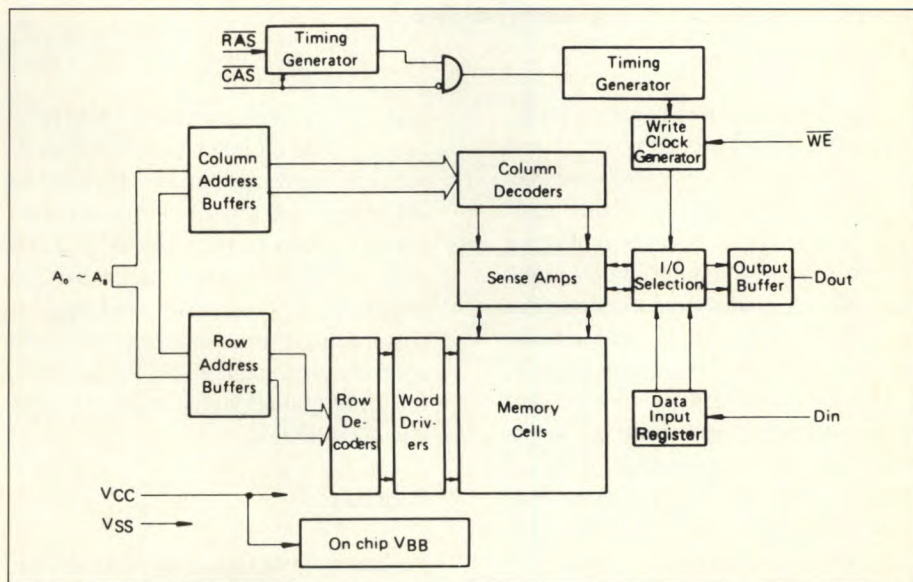 RAS
CAS
Timing
Generator
Timing
Generator
Write
Clock
Generator
WE
Column
Address
Buffers
Column
Decoders
A₀ ~ A₈
Sense Amps
I/O
Selection
Output
Buffer
Dout
Row
Address
Buffers
Row
De-
coders
Word
Driv-
ers
Memory
Cells
Data
Input
Register
Din
VCC
VSS
On chip VBB